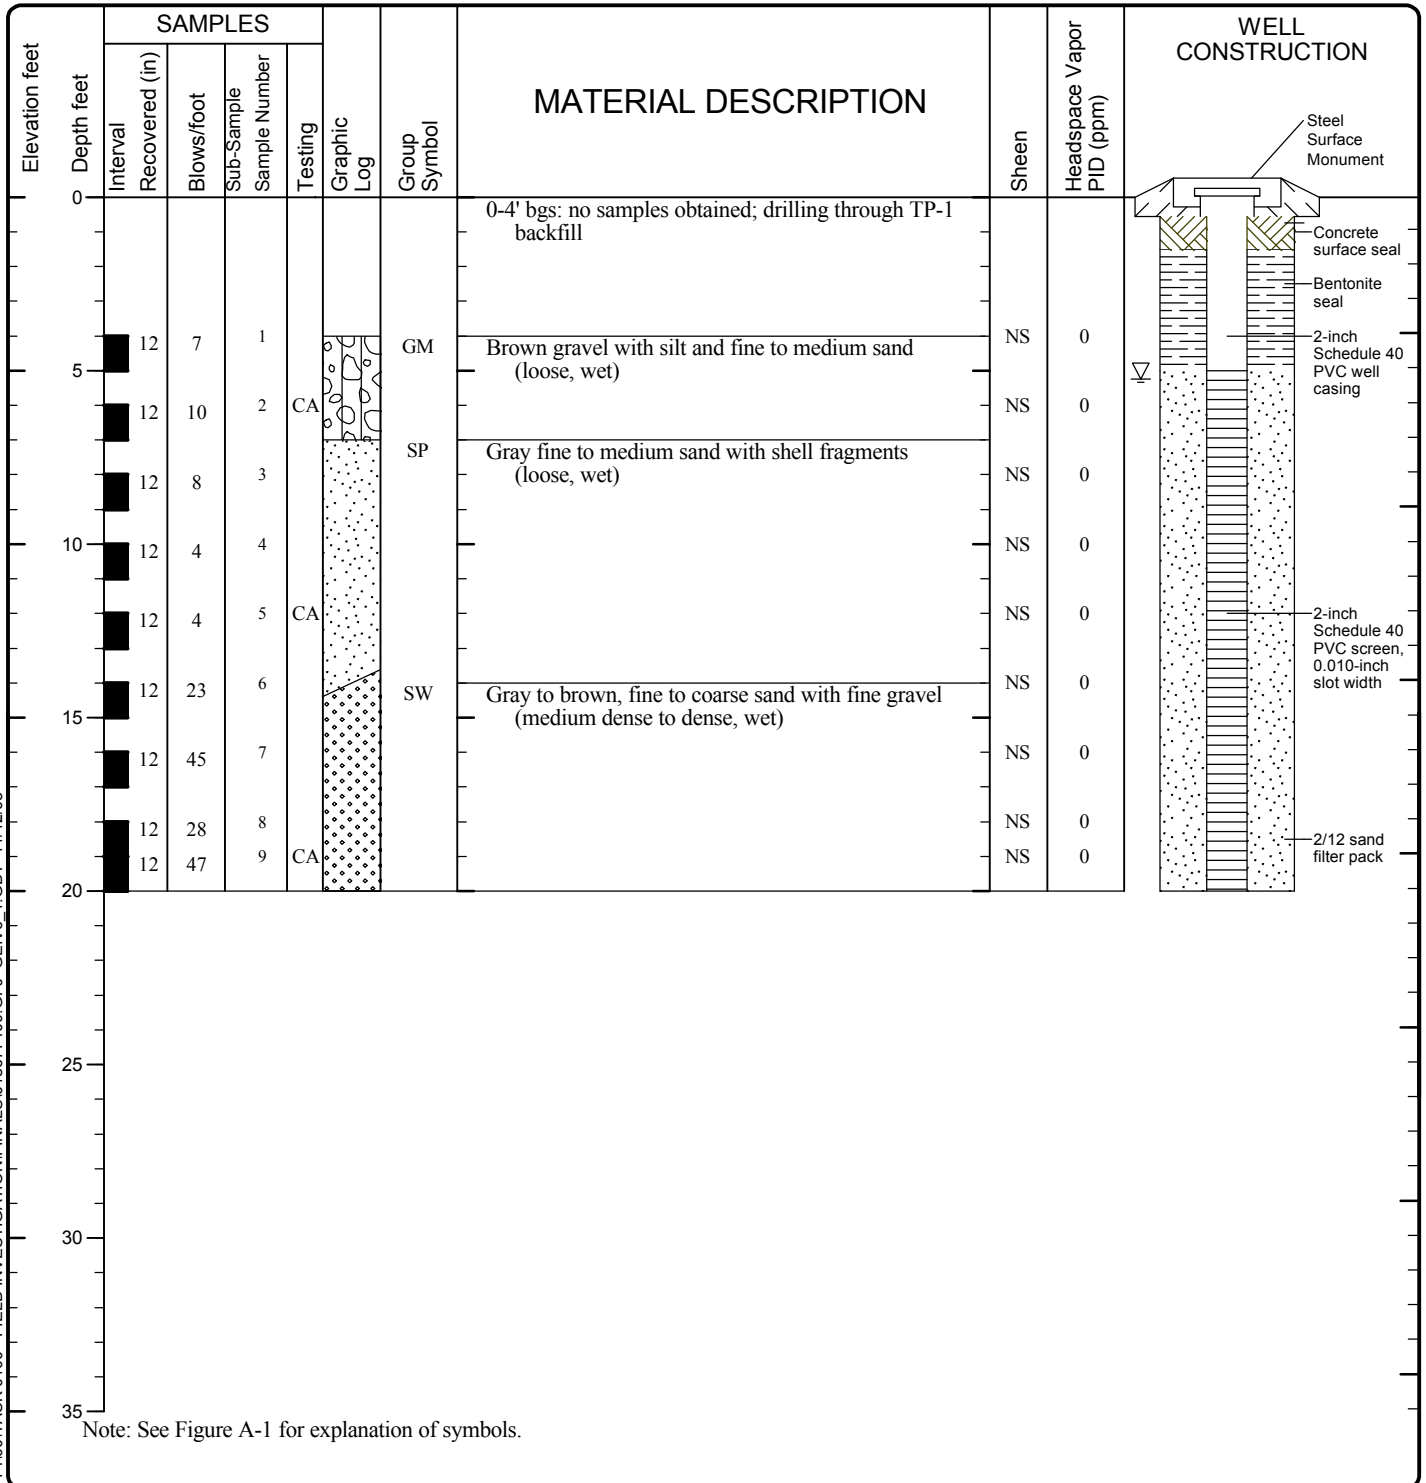 SAMPLES
WELL
CONSTRUCTION
MATERIAL DESCRIPTION
Elevation feet
Depth feet
Interval
Recovered (in)
Blows/foot
Sub-Sample
Sample Number
Testing
Graphic
Log
Group
Symbol
Sheen
Headspace Vapor
PID (ppm)
Steel
Surface
Monument
0
0-4' bgs: no samples obtained; drilling through TP-1
backfill
Concrete
surface seal
Bentonite
seal
12 7 1 GM NS 0
Brown gravel with silt and fine to medium sand
(loose, wet)
2-inch
Schedule 40
PVC well
casing
5
12 10 2 CA NS 0
SP
Gray fine to medium sand with shell fragments
(loose, wet)
12 8 3 NS 0
10
12 4 4 NS 0
12 4 5 CA NS 0
2-inch
Schedule 40
PVC screen,
0.010-inch
slot width
12 23 6 SW NS 0
Gray to brown, fine to coarse sand with fine gravel
(medium dense to dense, wet)
15
12 45 7 NS 0
12 28 8 NS 0
12 47 9 CA NS 0
2/12 sand
filter pack
20
25
30
35
Note: See Figure A-1 for explanation of symbols.